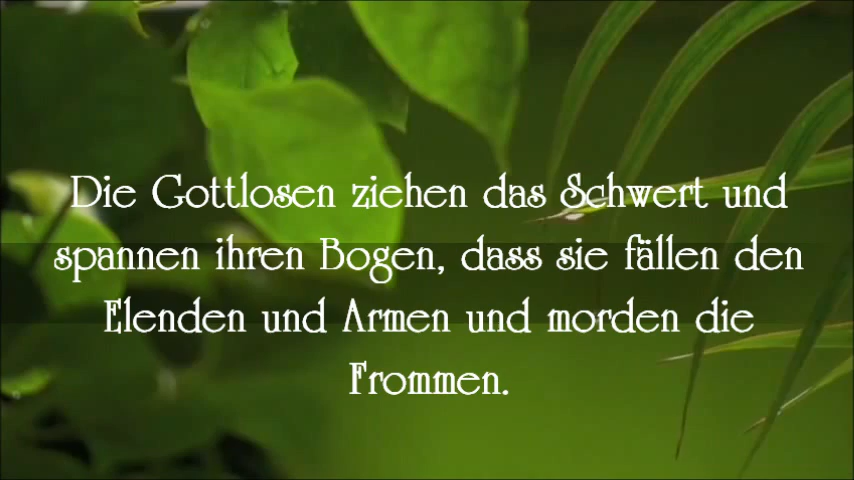 Die Gottlosen ziehen das Schwert und
spannen ihren Bogen, dass sie fällen den
Elenden und Armen und morden die
Frommen.